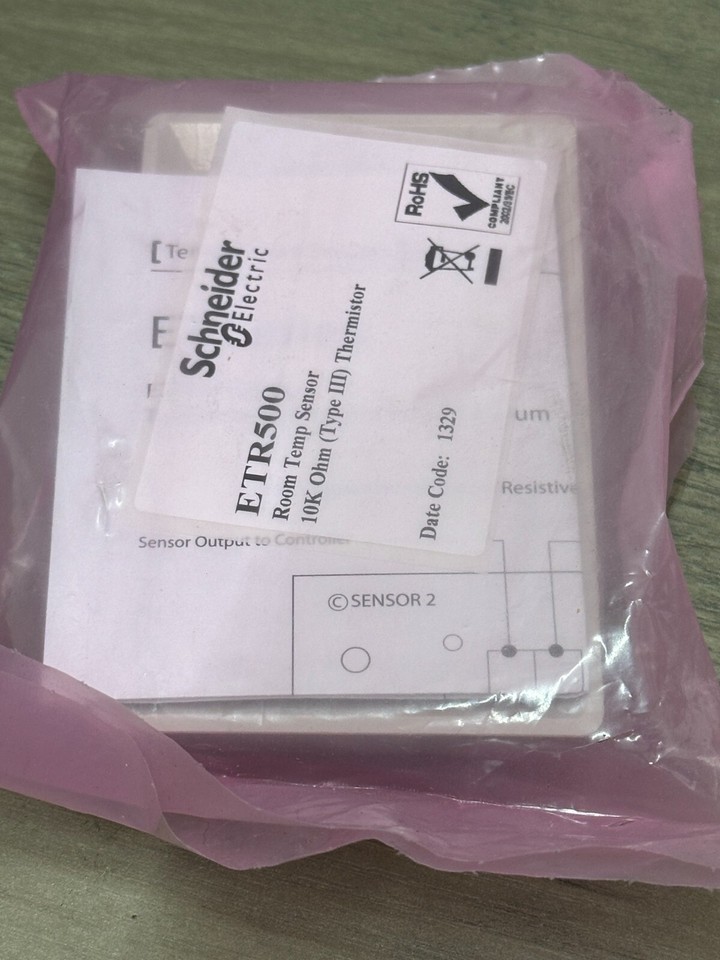 Schneider
Electric
ETR500
Room Temp Sensor
10K Ohm (Type III) Thermistor
Date Code: 1329
RoHS
COMPLIANT
2002/95/EC
[ Te
E
um
Resistive
Sensor Output to Controller
© SENSOR 2